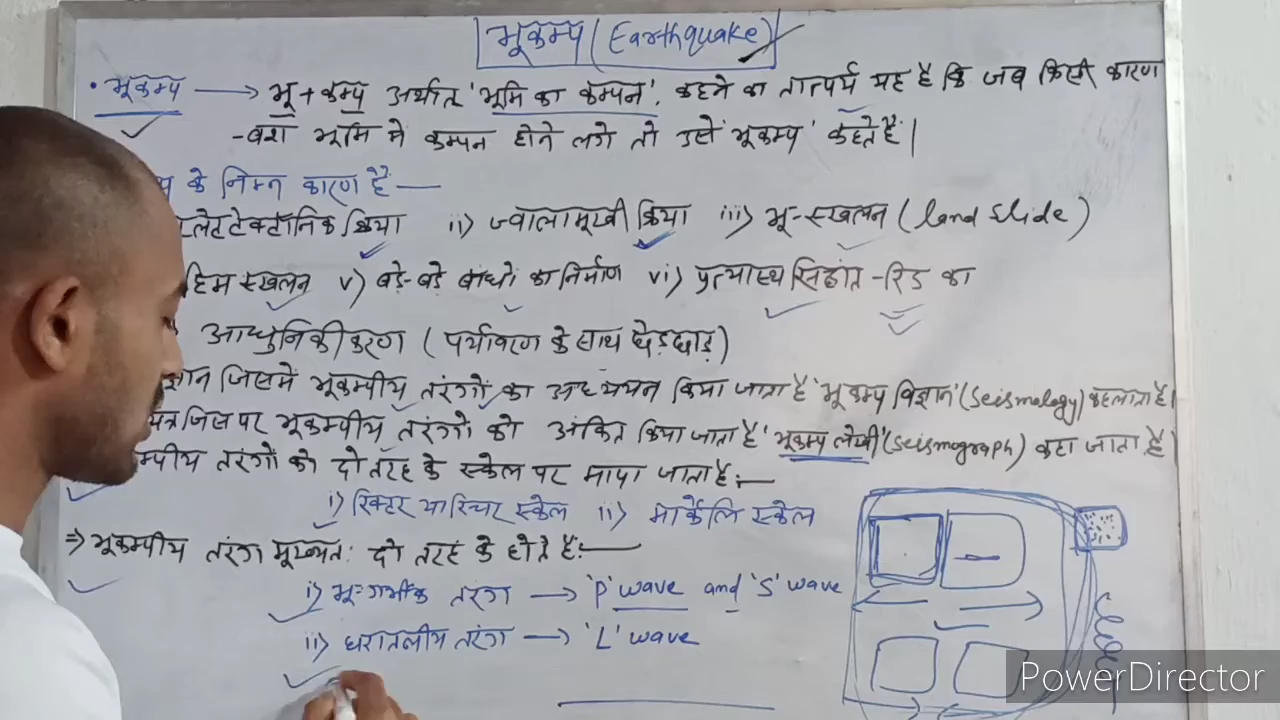 भूकम्प (Earthquake)
• भूकम्प → भू + कम्प अर्थात 'भूमि का कम्पन'. कहने का तात्पर्य यह है कि जब किसी कारण
-वश भूमि में कम्पन होने लगे तो उसे 'भूकम्प' कहते हैं|
के निम्न कारण हैं —
प्लेटटेक्टॉनिक क्रिया ii) ज्वालामूखी क्रिया iii) भू-स्खलन (land slide)
हिम स्खलन v) बड़े-बड़े बांधो का निर्माण vi) प्रत्यास्थ सिद्धांत -रिड का
आधुनिकीकरण (पर्यावरण के साथ छेड़छाड़)
जिसमें भूकम्पीय तरंगों का अध्ययन किया जाता है 'भूकम्प विज्ञान' (Seismology) कहलाता है।
यंत्र जिस पर भूकम्पीय तरंगो को अंकित किया जाता है 'भूकम्प लेखी' (Seismograph) कहा जाता है|
तरंगो को दो तरह के स्केल पर मापा जाता है:—
i) रिक्टर या रिचर स्केल ii) मार्केलि स्केल
⇒ भूकम्पीय तरंग मूख्यतः दो तरह के होते हैं:—
i) भू-गर्भीक तरंग → 'P' wave and 'S' wave
ii) धरातलीय तरंग → 'L' wave
PowerDirector